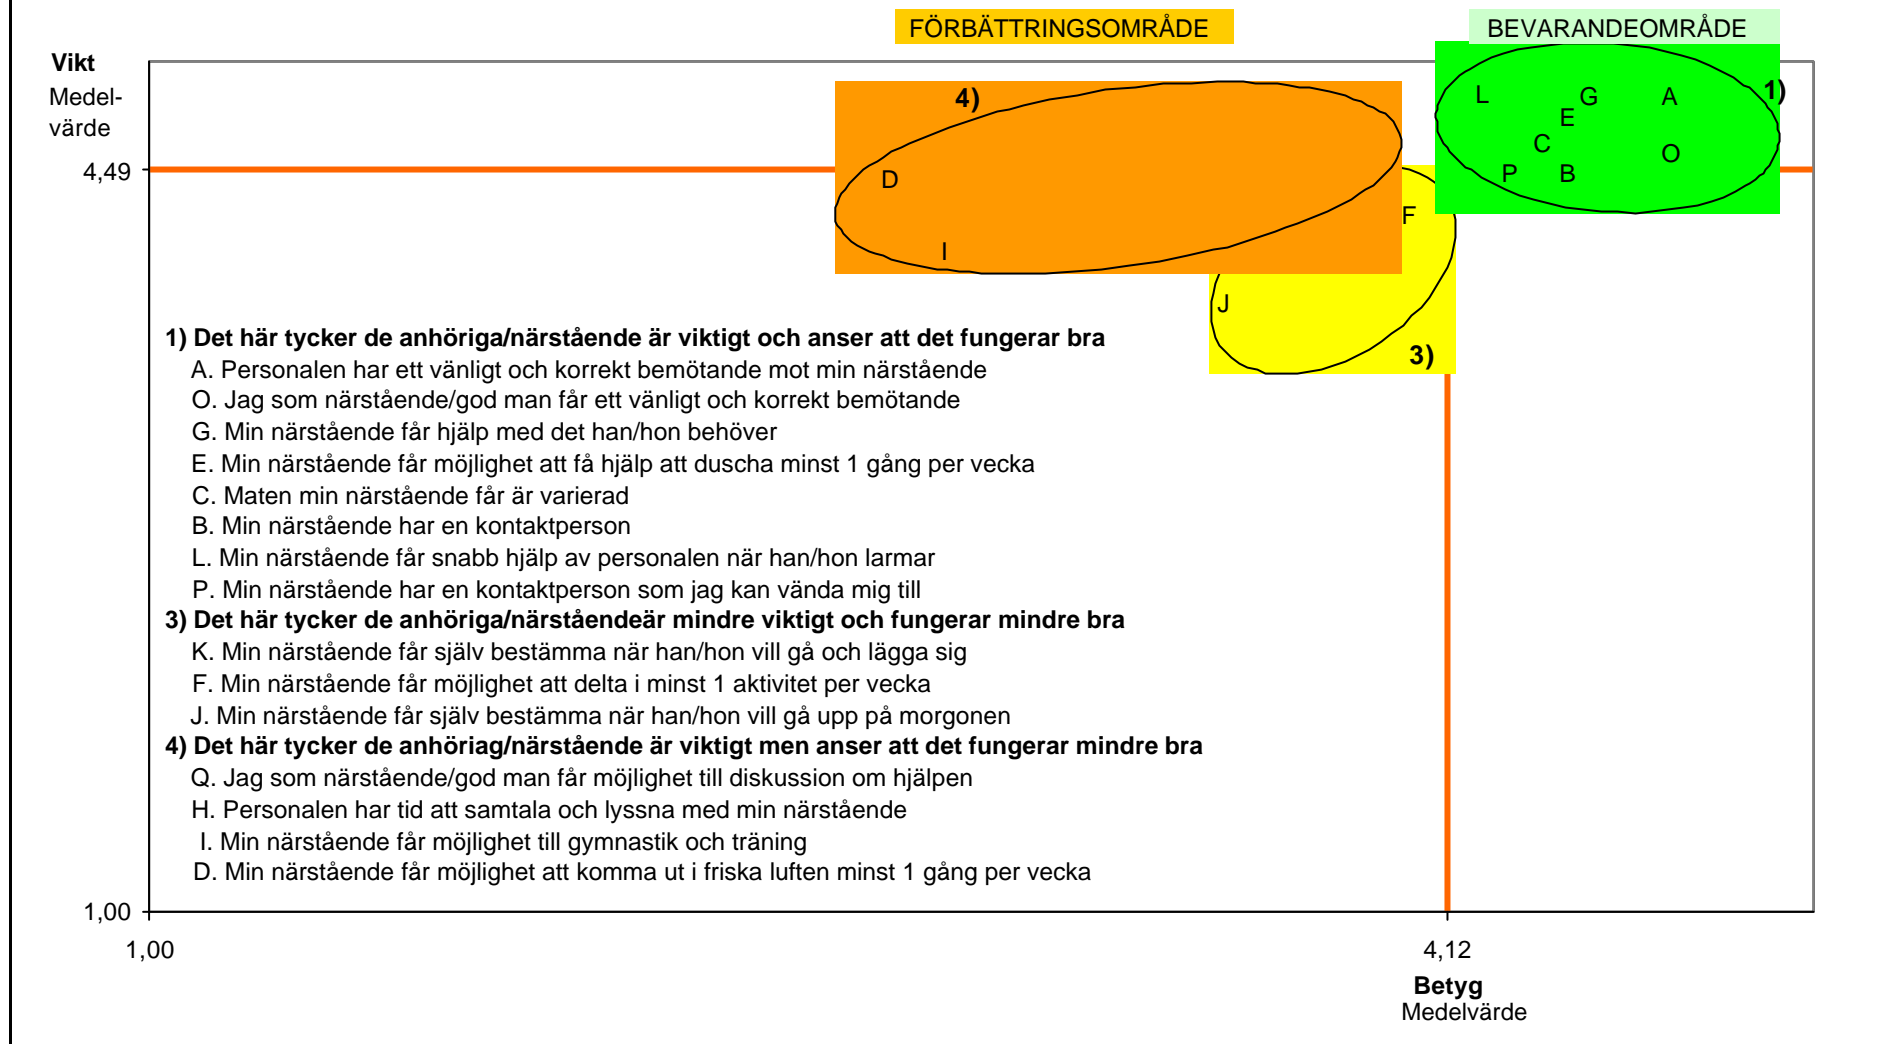 FÖRBÄTTRINGSOMRÅDE
BEVARANDEOMRÅDE
Vikt
Medel-
värde
4)
L
G
A
1)
E
C
O
4,49
D
P
B
F
I
J
1) Det här tycker de anhöriga/närstående är viktigt och anser att det fungerar bra
3)
A. Personalen har ett vänligt och korrekt bemötande mot min närstående
O. Jag som närstående/god man får ett vänligt och korrekt bemötande
G. Min närstående får hjälp med det han/hon behöver
E. Min närstående får möjlighet att få hjälp att duscha minst 1 gång per vecka
C. Maten min närstående får är varierad
B. Min närstående har en kontaktperson
L. Min närstående får snabb hjälp av personalen när han/hon larmar
P. Min närstående har en kontaktperson som jag kan vända mig till
3) Det här tycker de anhöriga/närståendeär mindre viktigt och fungerar mindre bra
K. Min närstående får själv bestämma när han/hon vill gå och lägga sig
F. Min närstående får möjlighet att delta i minst 1 aktivitet per vecka
J. Min närstående får själv bestämma när han/hon vill gå upp på morgonen
4) Det här tycker de anhöriag/närstående är viktigt men anser att det fungerar mindre bra
Q. Jag som närstående/god man får möjlighet till diskussion om hjälpen
H. Personalen har tid att samtala och lyssna med min närstående
I. Min närstående får möjlighet till gymnastik och träning
D. Min närstående får möjlighet att komma ut i friska luften minst 1 gång per vecka
1,00
1,00
4,12
Betyg
Medelvärde